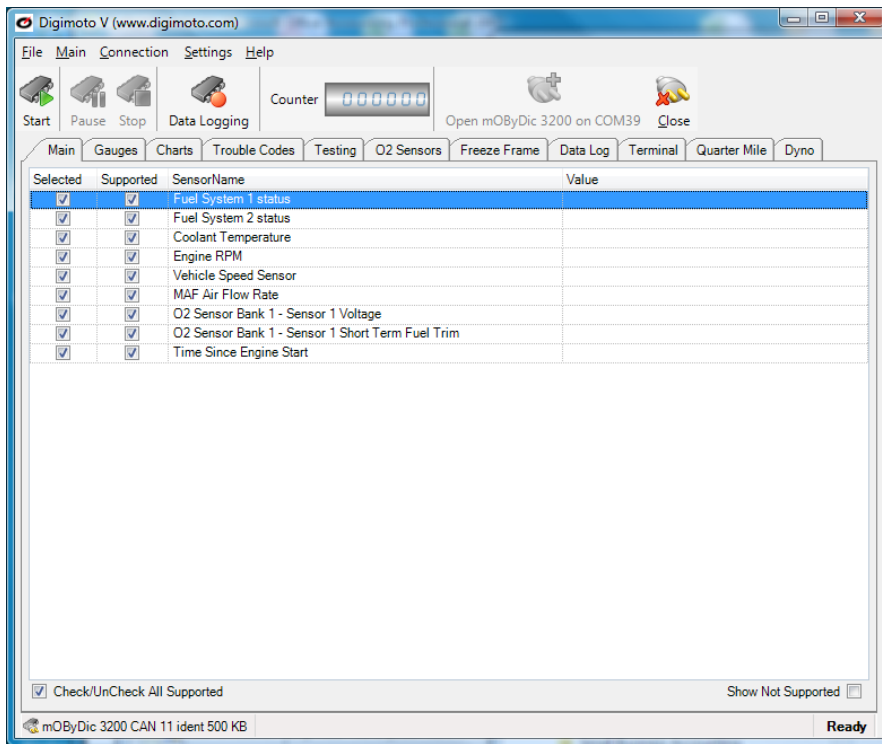 Digimoto V (www.digimoto.com)
File Main Connection Settings Help
Counter 000000
Start Pause Stop Data Logging Open mOByDic 3200 on COM39 Close
Main Gauges Charts Trouble Codes Testing O2 Sensors Freeze Frame Data Log Terminal Quarter Mile Dyno
Selected Supported SensorName Value
Fuel System 1 status
Fuel System 2 status
Coolant Temperature
Engine RPM
Vehicle Speed Sensor
MAF Air Flow Rate
O2 Sensor Bank 1 - Sensor 1 Voltage
O2 Sensor Bank 1 - Sensor 1 Short Term Fuel Trim
Time Since Engine Start
Check/UnCheck All Supported Show Not Supported
mOByDic 3200 CAN 11 ident 500 KB Ready